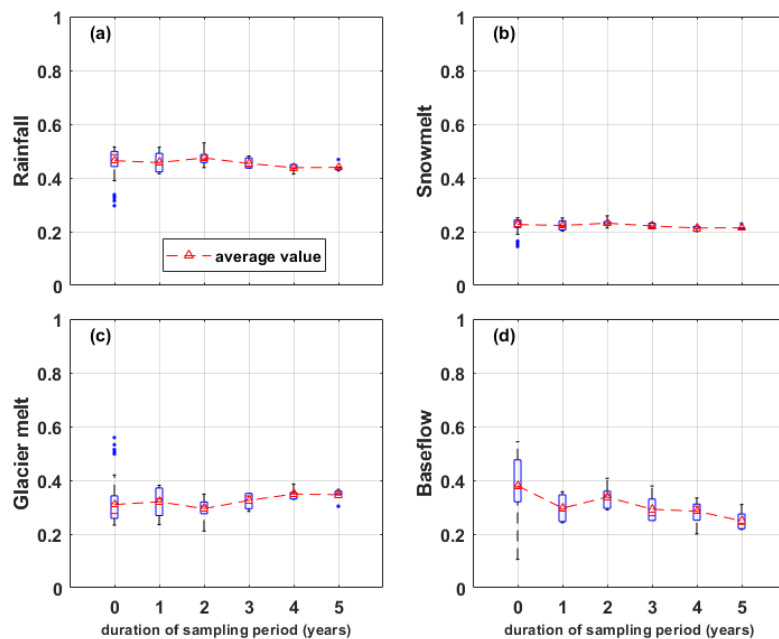 (a)
1
0.8
0.6
0.4
0.2
0
Rainfall
average value
(b)
1
0.8
0.6
0.4
0.2
0
Snowmelt
(c)
1
0.8
0.6
0.4
0.2
0
Glacier melt
0 1 2 3 4 5
duration of sampling period (years)
(d)
1
0.8
0.6
0.4
0.2
0
Baseflow
0 1 2 3 4 5
duration of sampling period (years)